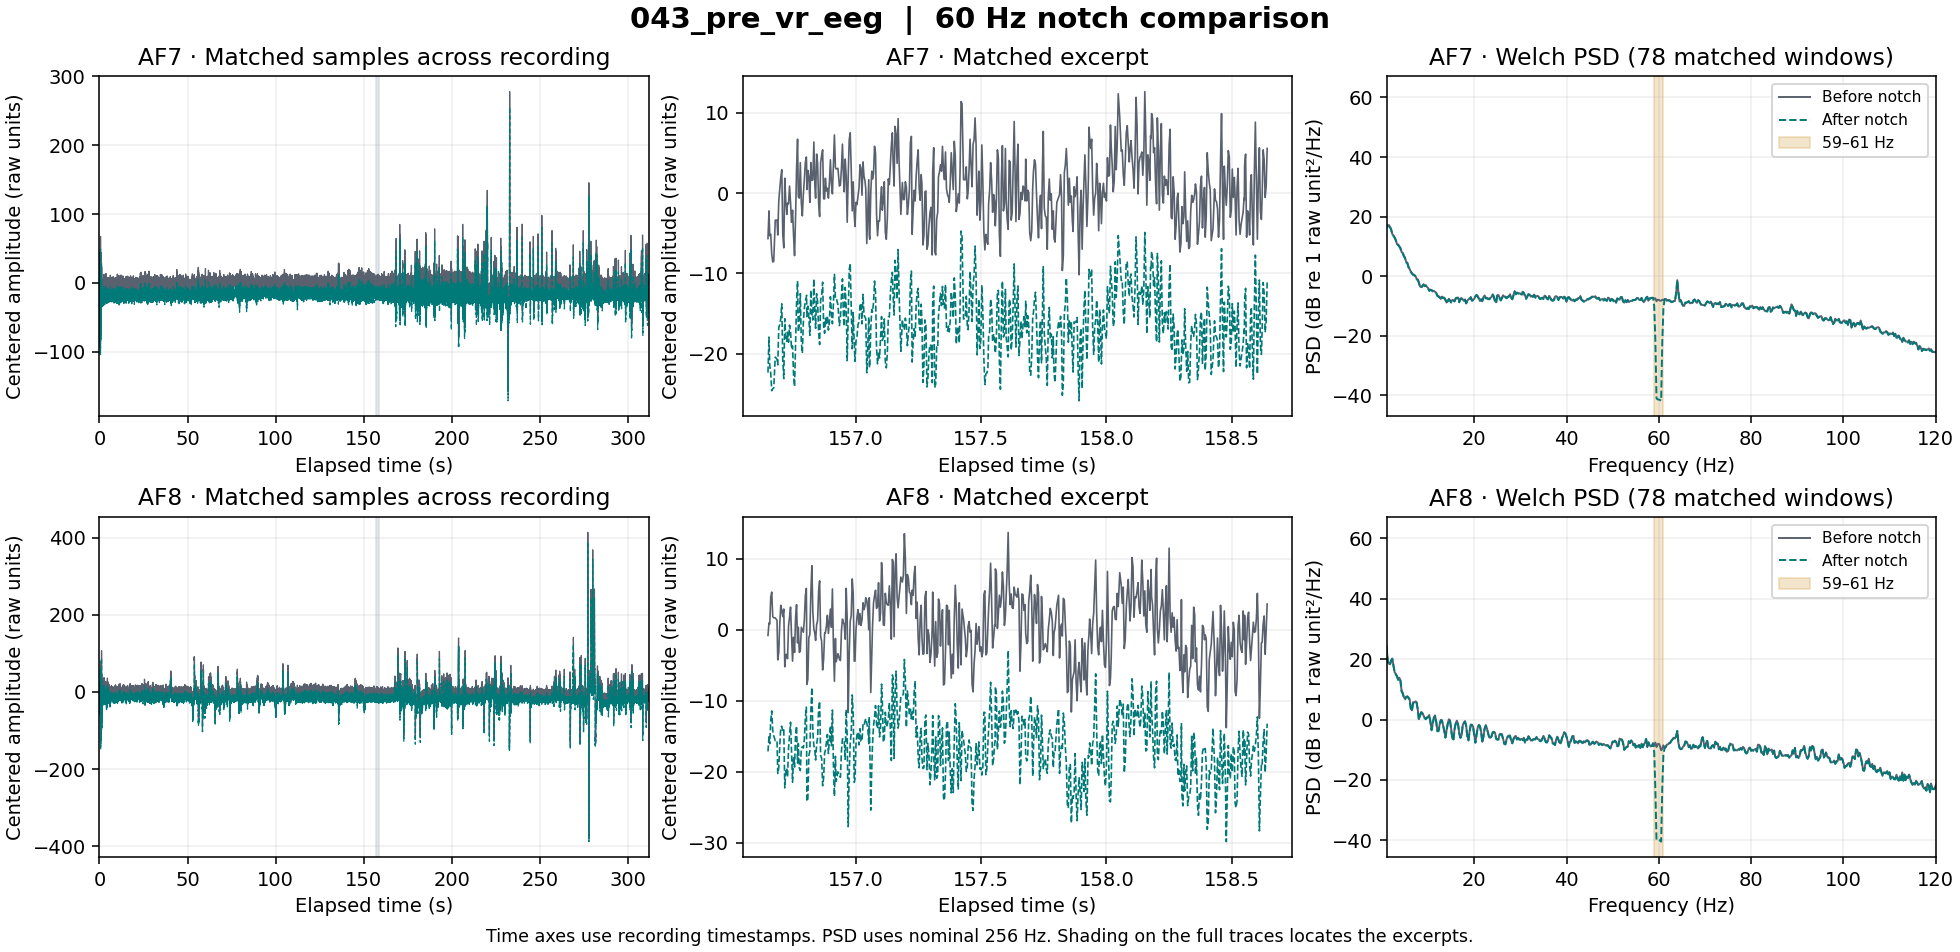 043_pre_vr_eeg | 60 Hz notch comparison
AF7 · Matched samples across recording
Centered amplitude (raw units)
300
200
100
0
−100
0 50 100 150 200 250 300
Elapsed time (s)
AF7 · Matched excerpt
Centered amplitude (raw units)
10
0
−10
−20
157.0 157.5 158.0 158.5
Elapsed time (s)
AF7 · Welch PSD (78 matched windows)
PSD (dB re 1 raw unit²/Hz)
60
40
20
0
−20
−40
20 40 60 80 100 120
Frequency (Hz)
Before notch
After notch
59–61 Hz
AF8 · Matched samples across recording
Centered amplitude (raw units)
400
200
0
−200
−400
0 50 100 150 200 250 300
Elapsed time (s)
AF8 · Matched excerpt
Centered amplitude (raw units)
10
0
−10
−20
−30
157.0 157.5 158.0 158.5
Elapsed time (s)
AF8 · Welch PSD (78 matched windows)
PSD (dB re 1 raw unit²/Hz)
60
40
20
0
−20
−40
20 40 60 80 100 120
Frequency (Hz)
Before notch
After notch
59–61 Hz
Time axes use recording timestamps. PSD uses nominal 256 Hz. Shading on the full traces locates the excerpts.